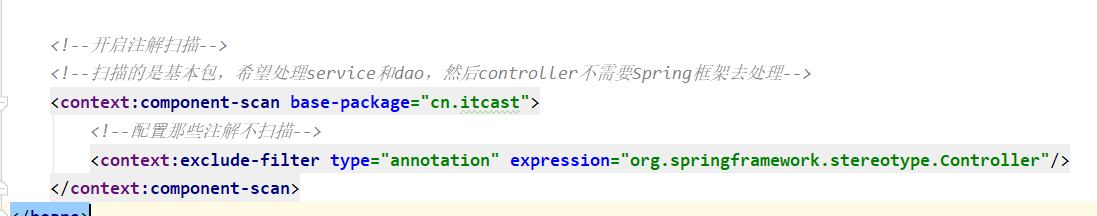 <!--开启注解扫描-->
<!--扫描的是基本包，希望处理service和dao，然后controller不需要Spring框架去处理-->
<context:component-scan base-package="cn.itcast">
<!--配置那些注解不扫描-->
<context:exclude-filter type="annotation" expression="org.springframework.stereotype.Controller"/>
</context:component-scan>
</beans>